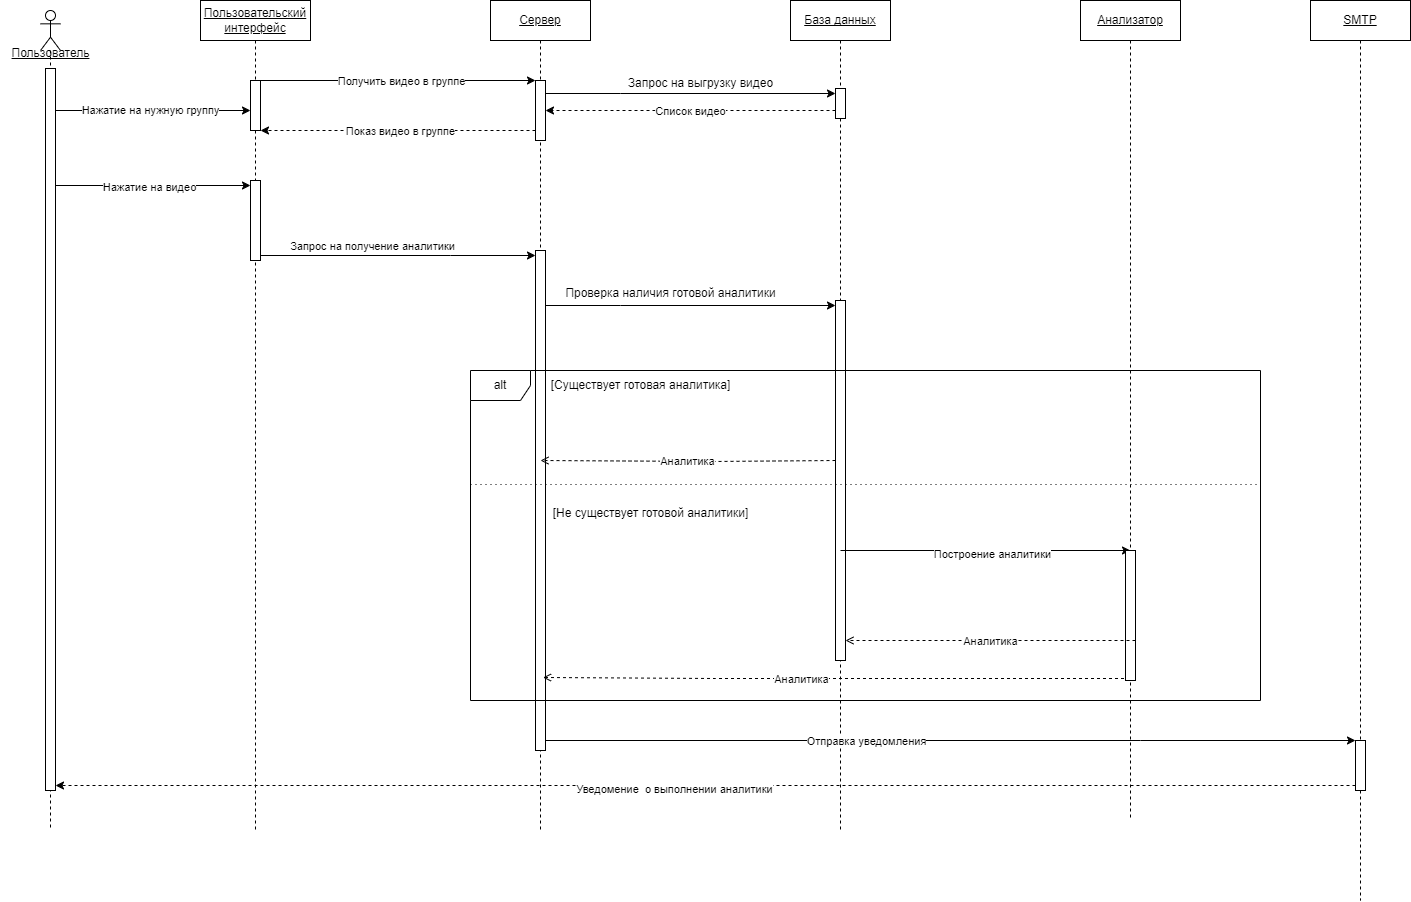 Пользователь
Пользовательский
интерфейс
Сервер
База данных
Анализатор
SMTP
Получить видео в группе
Запрос на выгрузку видео
Нажатие на нужную группу
Список видео
Показ видео в группе
Нажатие на видео
Запрос на получение аналитики
Проверка наличия готовой аналитики
alt
[Существует готовая аналитика]
Аналитика
[Не существует готовой аналитики]
Построение аналитики
Аналитика
Аналитика
Отправка уведомления
Уведомление о выполнении аналитики